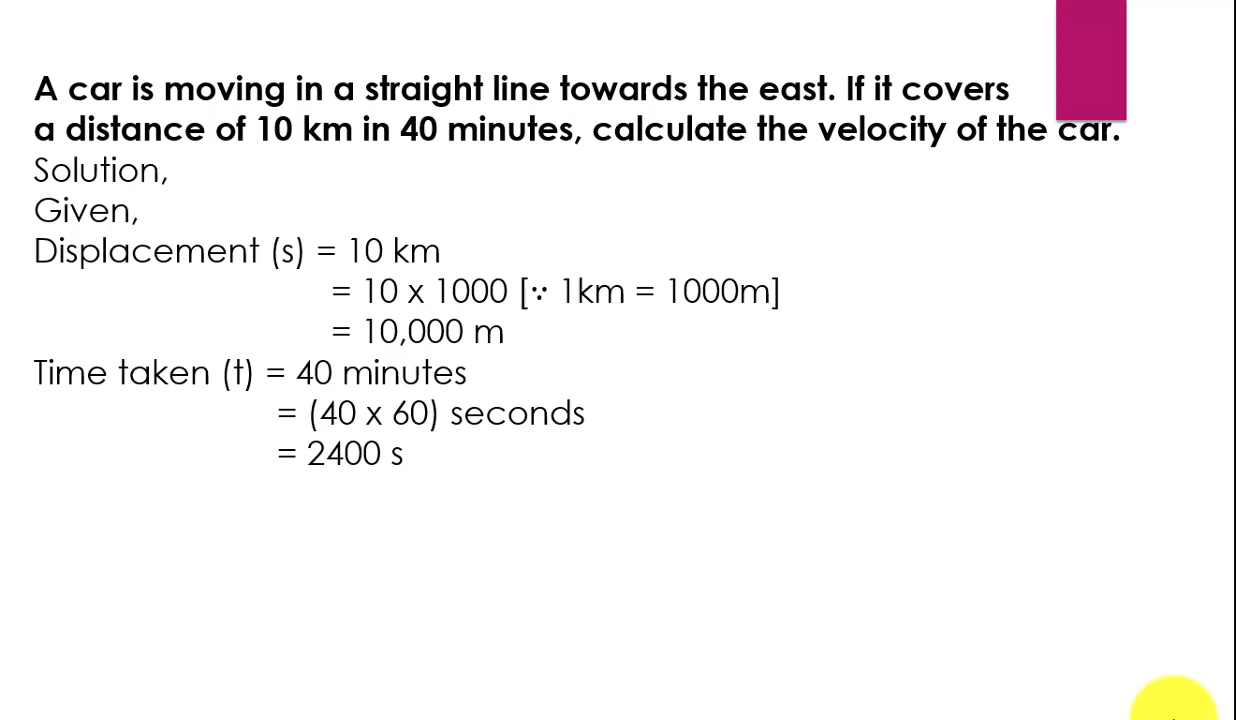 A car is moving in a straight line towards the east. If it covers
a distance of 10 km in 40 minutes, calculate the velocity of the car.
Solution,
Given,
Displacement (s) = 10 km
= 10 x 1000 [∵ 1km = 1000m]
= 10,000 m
Time taken (t) = 40 minutes
= (40 x 60) seconds
= 2400 s